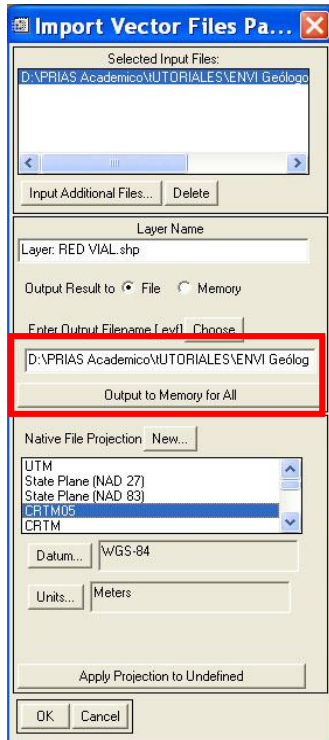 Import Vector Files Pa...
Selected Input Files:
D:\PRIAS Academico\tUTORIALES\ENVI Geólogo
Input Additional Files... Delete
Layer Name
Layer: RED VIAL.shp
Output Result to File Memory
Enter Output Filename [.evf] Choose
D:\PRIAS Academico\tUTORIALES\ENVI Geólog
Output to Memory for All
Native File Projection New...
UTM
State Plane (NAD 27)
State Plane (NAD 83)
CRTM05
CRTM
Datum... WGS-84
Units... Meters
Apply Projection to Undefined
OK Cancel